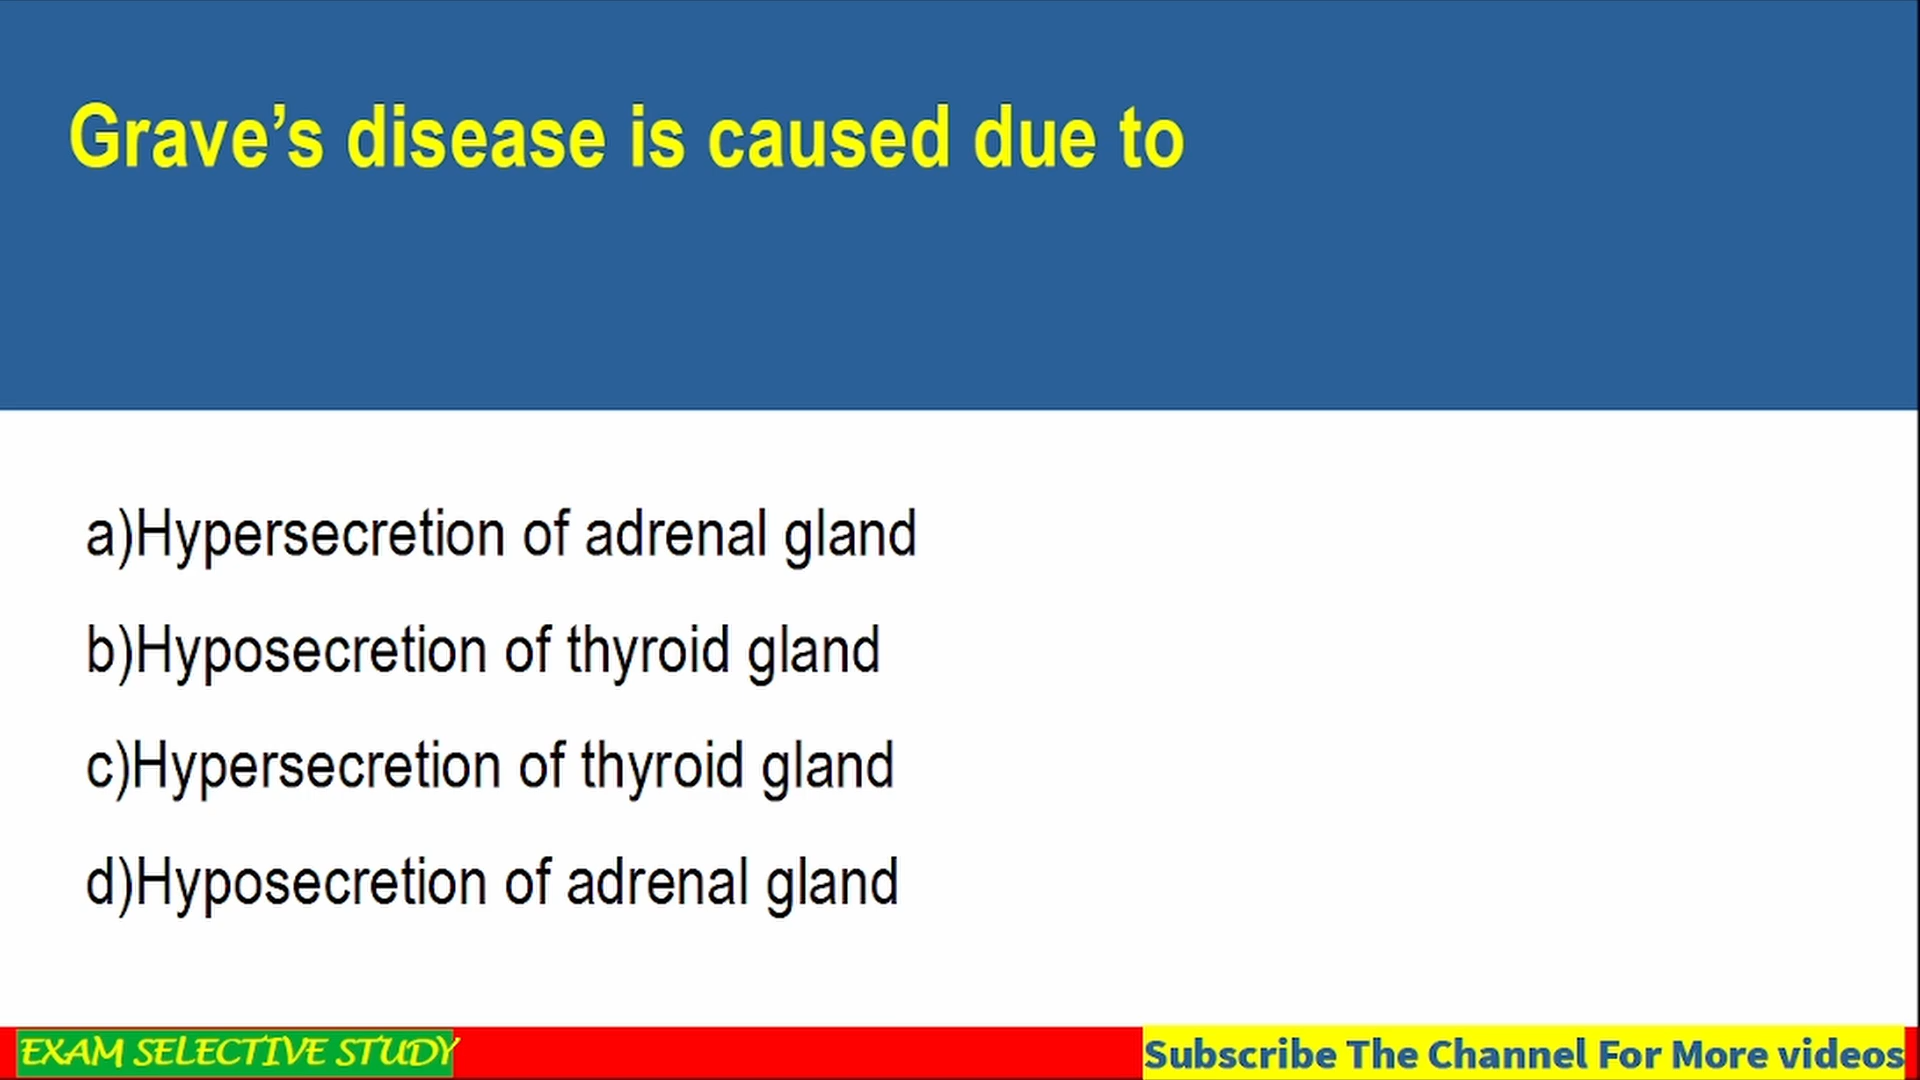 Grave’s disease is caused due to
a)Hypersecretion of adrenal gland
b)Hyposecretion of thyroid gland
c)Hypersecretion of thyroid gland
d)Hyposecretion of adrenal gland
EXAM SELECTIVE STUDY
Subscribe The Channel For More videos